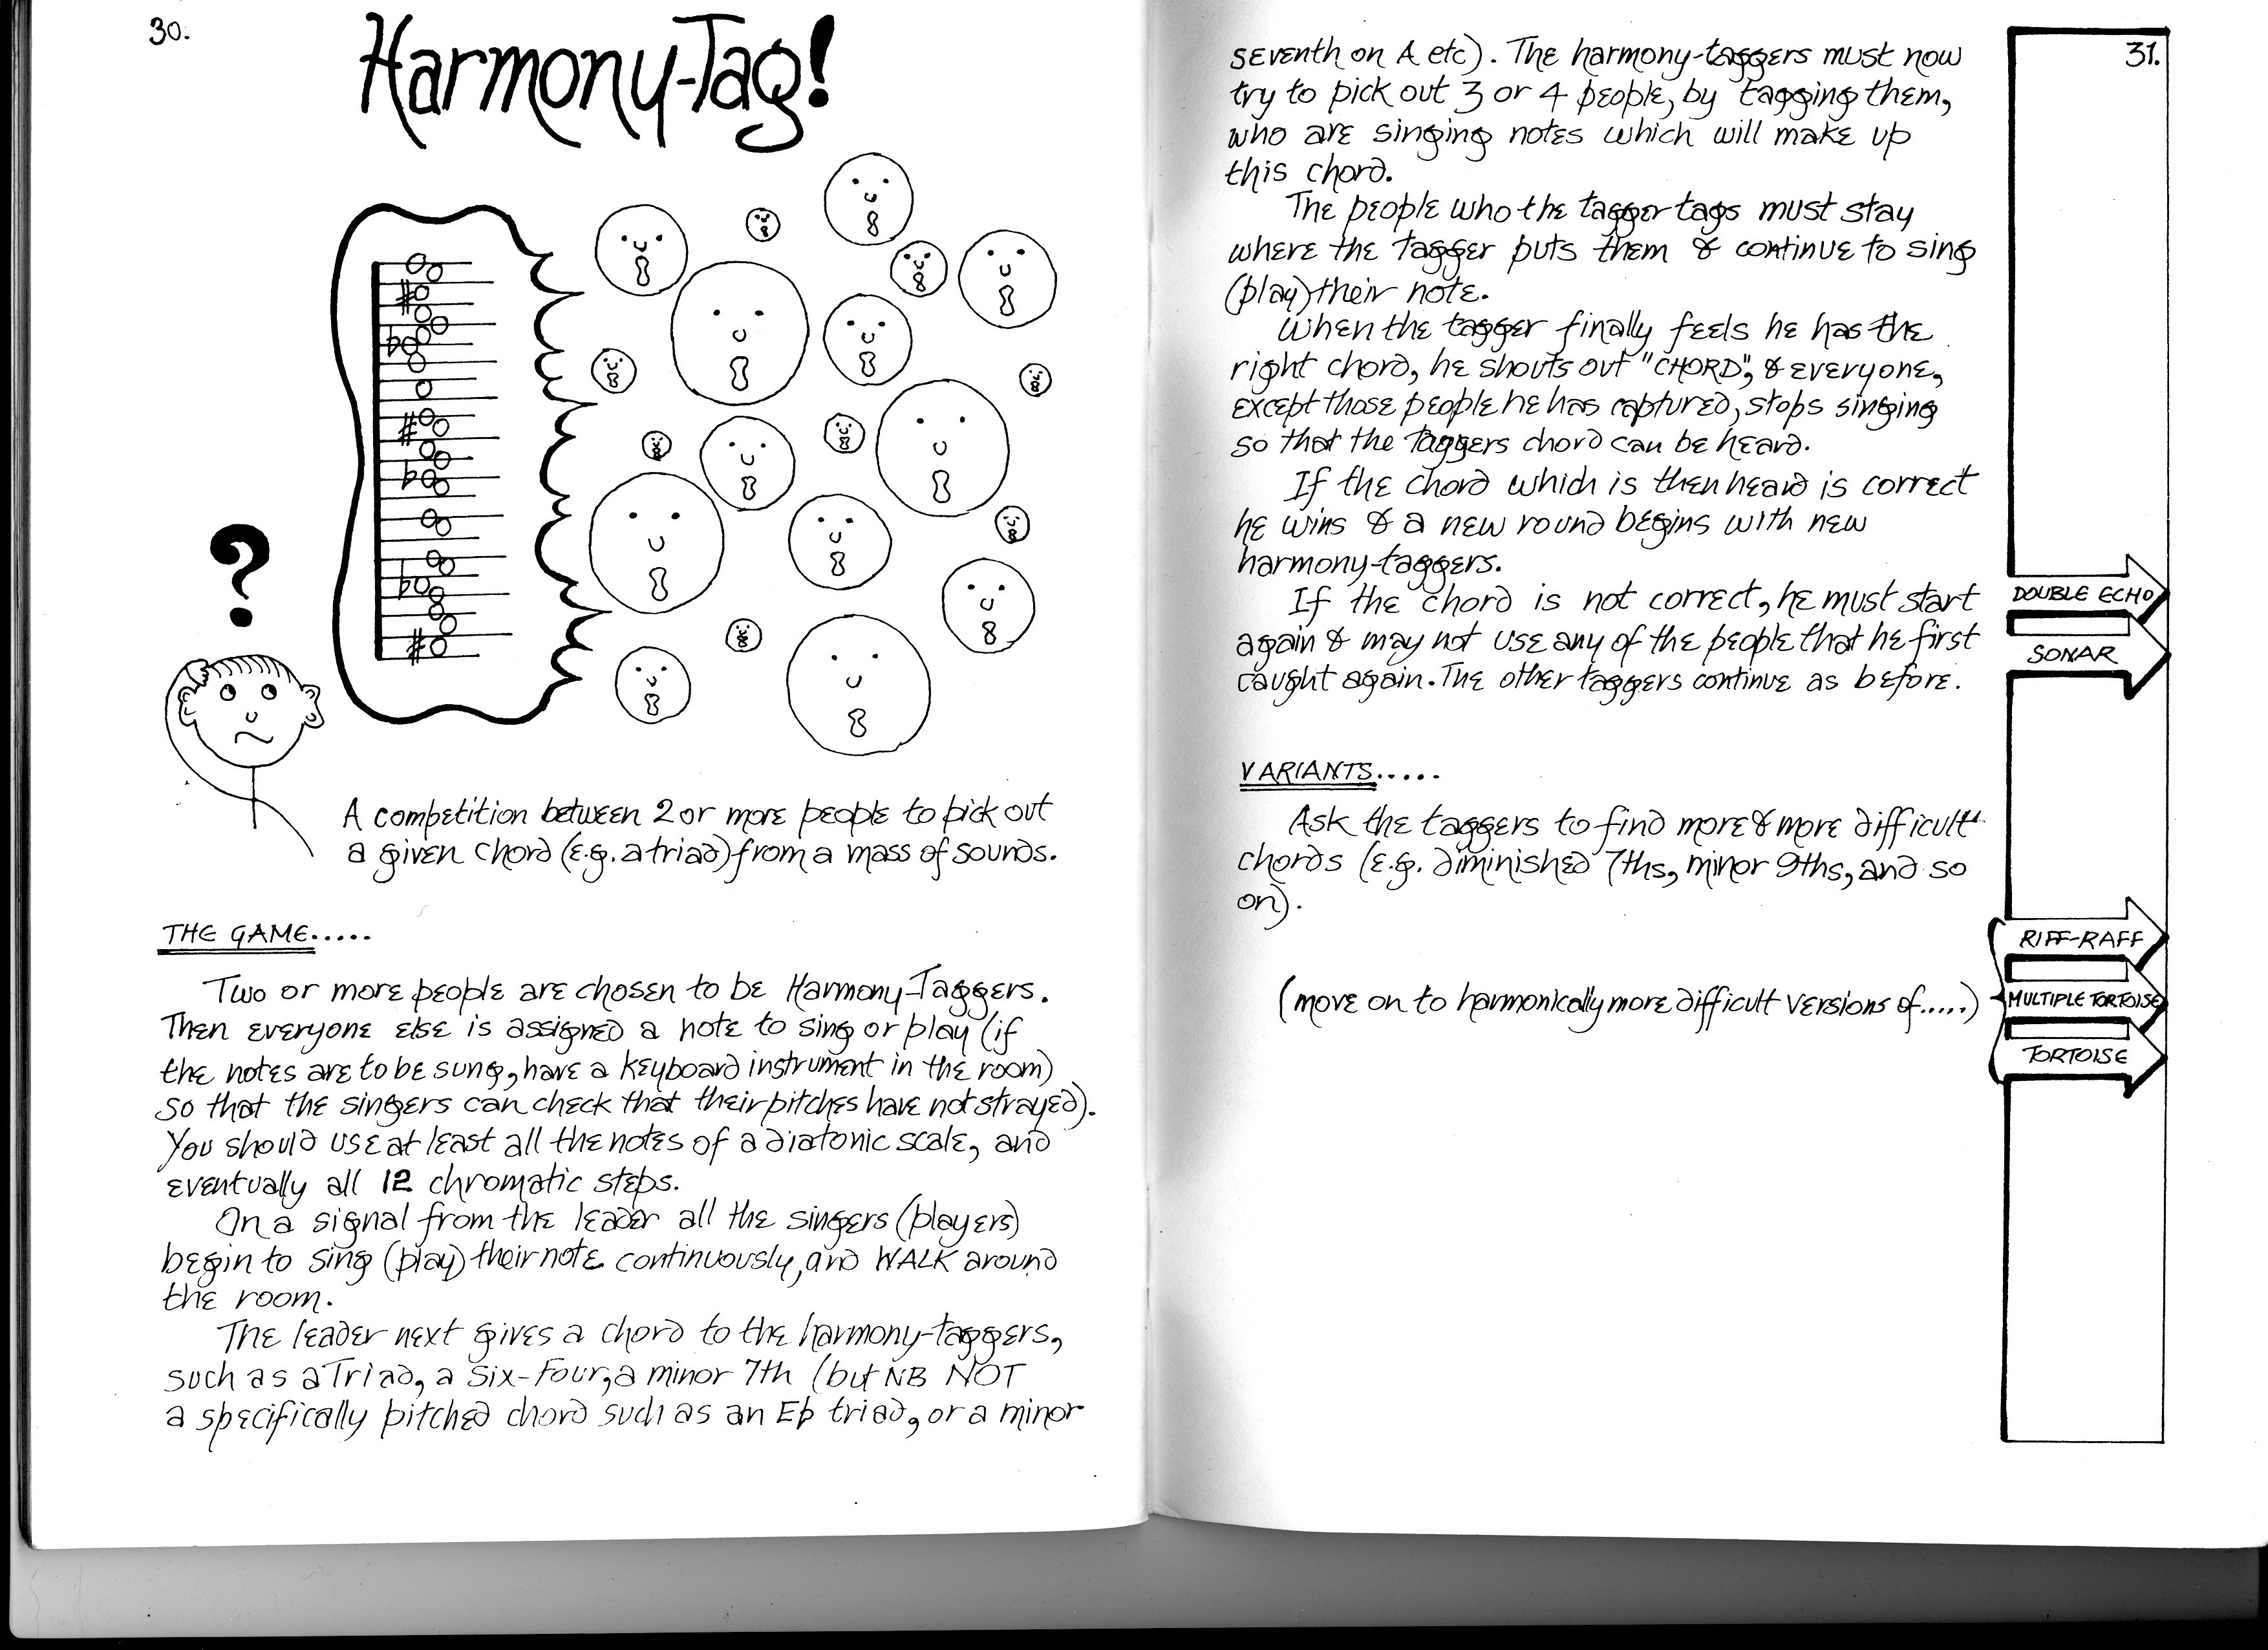 30.
Harmony-Tag!
?
A competition between 2 or more people to pick out
a given chord (e.g. a triad) from a mass of sounds.
THE GAME.....
Two or more people are chosen to be Harmony-Taggers.
Then everyone else is assigned a note to sing or play (if
the notes are to be sung, have a keyboard instrument in the room)
so that the singers can check that their pitches have not strayed).
You should use at least all the notes of a diatonic scale, and
eventually all 12 chromatic steps.
On a signal from the leader all the singers (players)
begin to sing (play) their note continuously, and WALK around
the room.
The leader next gives a chord to the harmony-taggers,
such as a Triad, a Six-Four, a minor 7th (but NB NOT
a specifically pitched chord such as an E♭ triad, or a minor
31.
seventh on A etc). The harmony-taggers must now
try to pick out 3 or 4 people, by tagging them,
who are singing notes which will make up
this chord.
The people who the tagger tags must stay
where the tagger puts them & continue to sing
(play) their note.
When the tagger finally feels he has the
right chord, he shouts out "CHORD", & everyone,
except those people he has captured, stops singing
so that the Taggers chord can be heard.
If the chord which is then heard is correct
he wins & a new round begins with new
harmony-taggers.
If the chord is not correct, he must start
again & may not use any of the people that he first
caught again. The other taggers continue as before.
VARIANTS.....
Ask the taggers to find more & more difficult
chords (e.g. diminished 7ths, minor 9ths, and so
on).
(move on to harmonically more difficult versions of.....)
DOUBLE ECHO
SONAR
RIFF-RAFF
MULTIPLE TORTOISE
TORTOISE